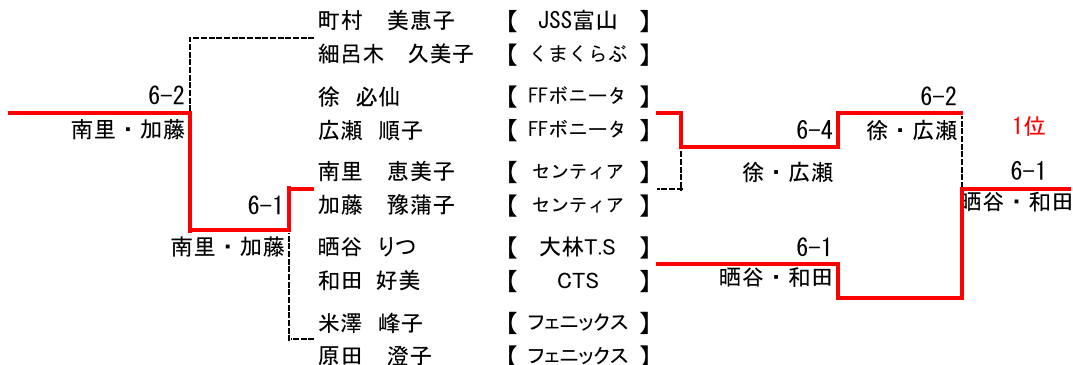 町村　美恵子 【 JSS富山 】
細呂木　久美子 【 くまくらぶ 】
徐 必仙 【 FFボニータ 】
広瀬 順子 【 FFボニータ 】
南里　恵美子 【 センティア 】
加藤　豫蒲子 【 センティア 】
晒谷 りつ 【 大林T.S 】
和田 好美 【 CTS 】
米澤 峰子 【 フェニックス 】
原田　澄子 【 フェニックス 】
6-2
南里・加藤
6-1
南里・加藤
6-4
徐・広瀬
6-1
晒谷・和田
6-2
徐・広瀬
1位
6-1
晒谷・和田